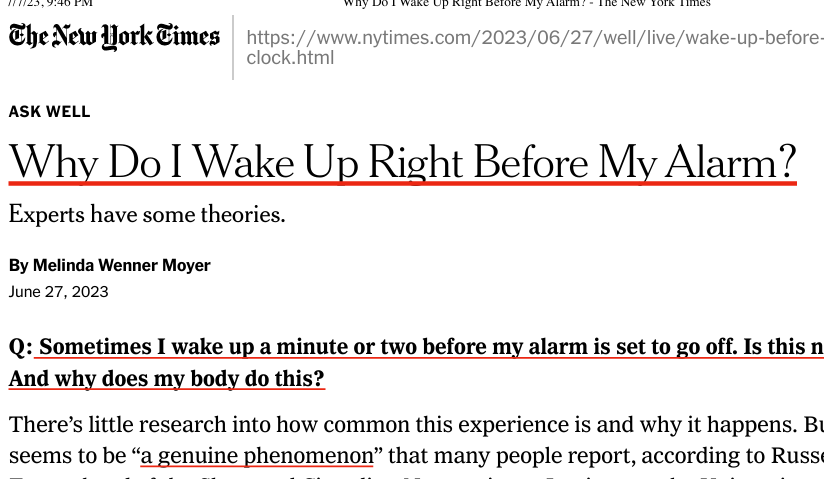 7/7/23, 9:46 PM Why Do I Wake Up Right Before My Alarm? - The New York Times
The New York Times
https://www.nytimes.com/2023/06/27/well/live/wake-up-before-
clock.html
ASK WELL
Why Do I Wake Up Right Before My Alarm?
Experts have some theories.
By Melinda Wenner Moyer
June 27, 2023
Q: Sometimes I wake up a minute or two before my alarm is set to go off. Is this n
And why does my body do this?
There’s little research into how common this experience is and why it happens. Bu
seems to be “a genuine phenomenon” that many people report, according to Russe